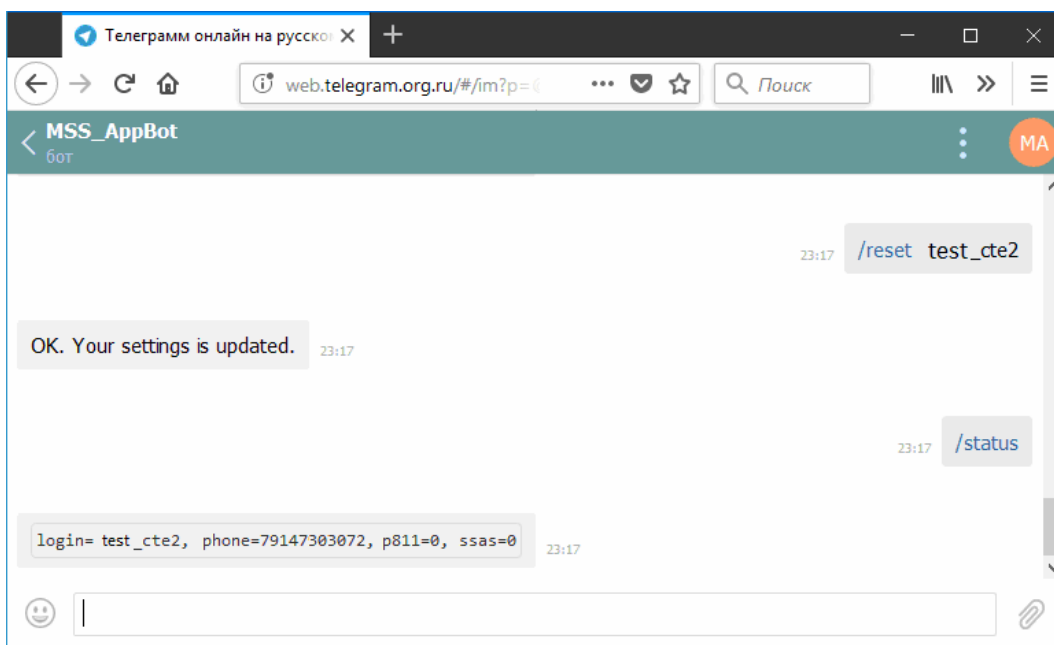 Телеграмм онлайн на русско
web.telegram.org.ru/#/im?p=
Поиск
MSS_AppBot
бот
MA
23:17 /reset test_cte2
OK. Your settings is updated. 23:17
23:17 /status
login= test_cte2, phone=79147303072, p811=0, ssas=0 23:17